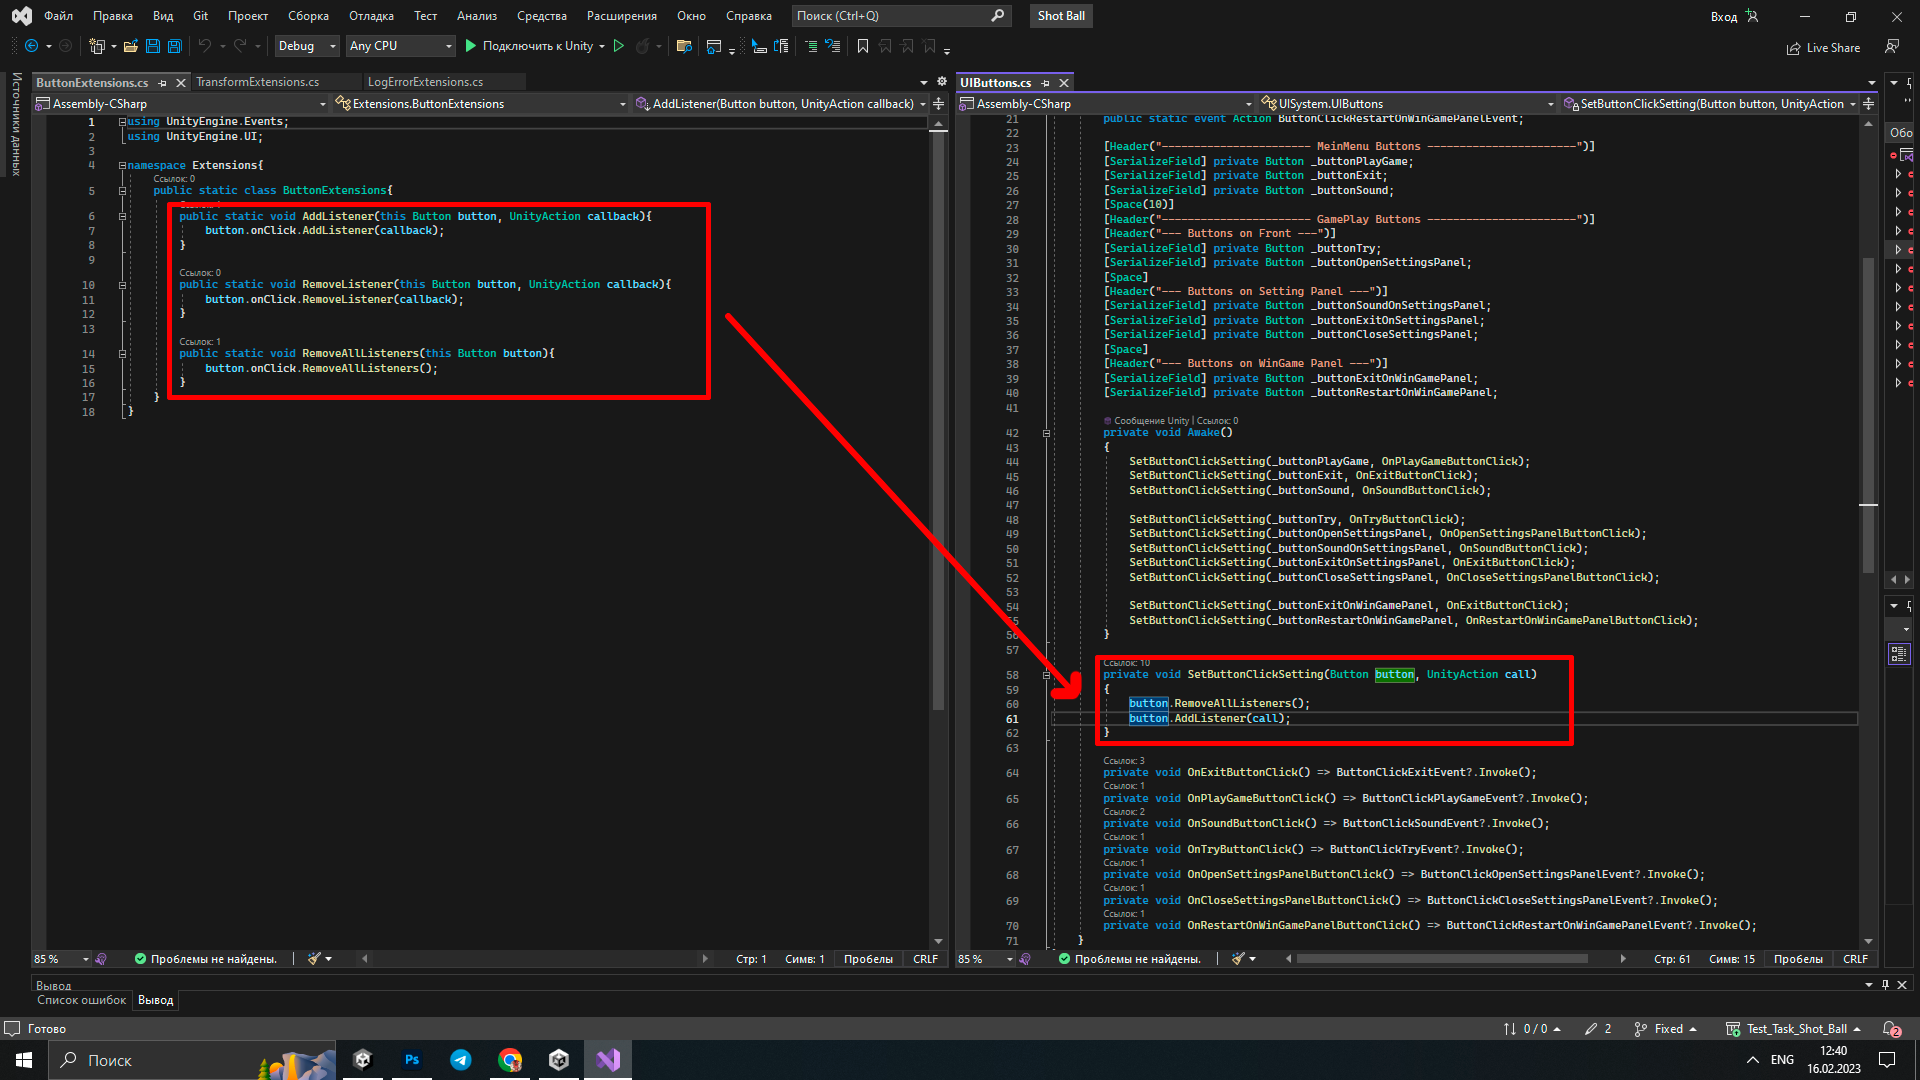 Файл Правка Вид Git Проект Сборка Отладка Тест Анализ Средства Расширения Окно Справка Поиск (Ctrl+Q) Shot Ball Вход
Debug Any CPU Подключить к Unity Live Share
Источники данных
ButtonExtensions.cs TransformExtensions.cs LogErrorExtensions.cs
Assembly-CSharp Extensions.ButtonExtensions AddListener(Button button, UnityAction callback)
1 using UnityEngine.Events;
2 using UnityEngine.UI;
3
4 namespace Extensions{
Ссылок: 0
5 public static class ButtonExtensions{
6 public static void AddListener(this Button button, UnityAction callback){
7 button.onClick.AddListener(callback);
8 }
9
Ссылок: 0
10 public static void RemoveListener(this Button button, UnityAction callback){
11 button.onClick.RemoveListener(callback);
12 }
13
Ссылок: 1
14 public static void RemoveAllListeners(this Button button){
15 button.onClick.RemoveAllListeners();
16 }
17 }
18 }
85 % Проблемы не найдены. Стр: 1 Симв: 1 Пробелы CRLF
UIButtons.cs
Assembly-CSharp UISystem.UIButtons SetButtonClickSetting(Button button, UnityAction
21 public static event Action ButtonClickRestartOnWinGamePanelEvent;
22
23 [Header("----------------------- MeinMenu Buttons -----------------------")]
24 [SerializeField] private Button _buttonPlayGame;
25 [SerializeField] private Button _buttonExit;
26 [SerializeField] private Button _buttonSound;
27 [Space(10)]
28 [Header("----------------------- GamePlay Buttons -----------------------")]
29 [Header("--- Buttons on Front ---")]
30 [SerializeField] private Button _buttonTry;
31 [SerializeField] private Button _buttonOpenSettingsPanel;
32 [Space]
33 [Header("--- Buttons on Setting Panel ---")]
34 [SerializeField] private Button _buttonSoundOnSettingsPanel;
35 [SerializeField] private Button _buttonExitOnSettingsPanel;
36 [SerializeField] private Button _buttonCloseSettingsPanel;
37 [Space]
38 [Header("--- Buttons on WinGame Panel ---")]
39 [SerializeField] private Button _buttonExitOnWinGamePanel;
40 [SerializeField] private Button _buttonRestartOnWinGamePanel;
41
Сообщение Unity | Ссылок: 0
42 private void Awake()
43 {
44 SetButtonClickSetting(_buttonPlayGame, OnPlayGameButtonClick);
45 SetButtonClickSetting(_buttonExit, OnExitButtonClick);
46 SetButtonClickSetting(_buttonSound, OnSoundButtonClick);
47
48 SetButtonClickSetting(_buttonTry, OnTryButtonClick);
49 SetButtonClickSetting(_buttonOpenSettingsPanel, OnOpenSettingsPanelButtonClick);
50 SetButtonClickSetting(_buttonSoundOnSettingsPanel, OnSoundButtonClick);
51 SetButtonClickSetting(_buttonExitOnSettingsPanel, OnExitButtonClick);
52 SetButtonClickSetting(_buttonCloseSettingsPanel, OnCloseSettingsPanelButtonClick);
53
54 SetButtonClickSetting(_buttonExitOnWinGamePanel, OnExitButtonClick);
55 SetButtonClickSetting(_buttonRestartOnWinGamePanel, OnRestartOnWinGamePanelButtonClick);
56 }
57
Ссылок: 10
58 private void SetButtonClickSetting(Button button, UnityAction call)
59 {
60 button.RemoveAllListeners();
61 button.AddListener(call);
62 }
63
Ссылок: 3
64 private void OnExitButtonClick() => ButtonClickExitEvent?.Invoke();
Ссылок: 1
65 private void OnPlayGameButtonClick() => ButtonClickPlayGameEvent?.Invoke();
Ссылок: 2
66 private void OnSoundButtonClick() => ButtonClickSoundEvent?.Invoke();
Ссылок: 1
67 private void OnTryButtonClick() => ButtonClickTryEvent?.Invoke();
Ссылок: 1
68 private void OnOpenSettingsPanelButtonClick() => ButtonClickOpenSettingsPanelEvent?.Invoke();
Ссылок: 1
69 private void OnCloseSettingsPanelButtonClick() => ButtonClickCloseSettingsPanelEvent?.Invoke();
Ссылок: 1
70 private void OnRestartOnWinGamePanelButtonClick() => ButtonClickRestartOnWinGamePanelEvent?.Invoke();
71 }
85 % Проблемы не найдены. Стр: 61 Симв: 15 Пробелы CRLF
Обо
Вывод
Список ошибок Вывод
Готово 0 / 0 2 Fixed Test_Task_Shot_Ball 2
Поиск Ps ENG 12:40
16.02.2023